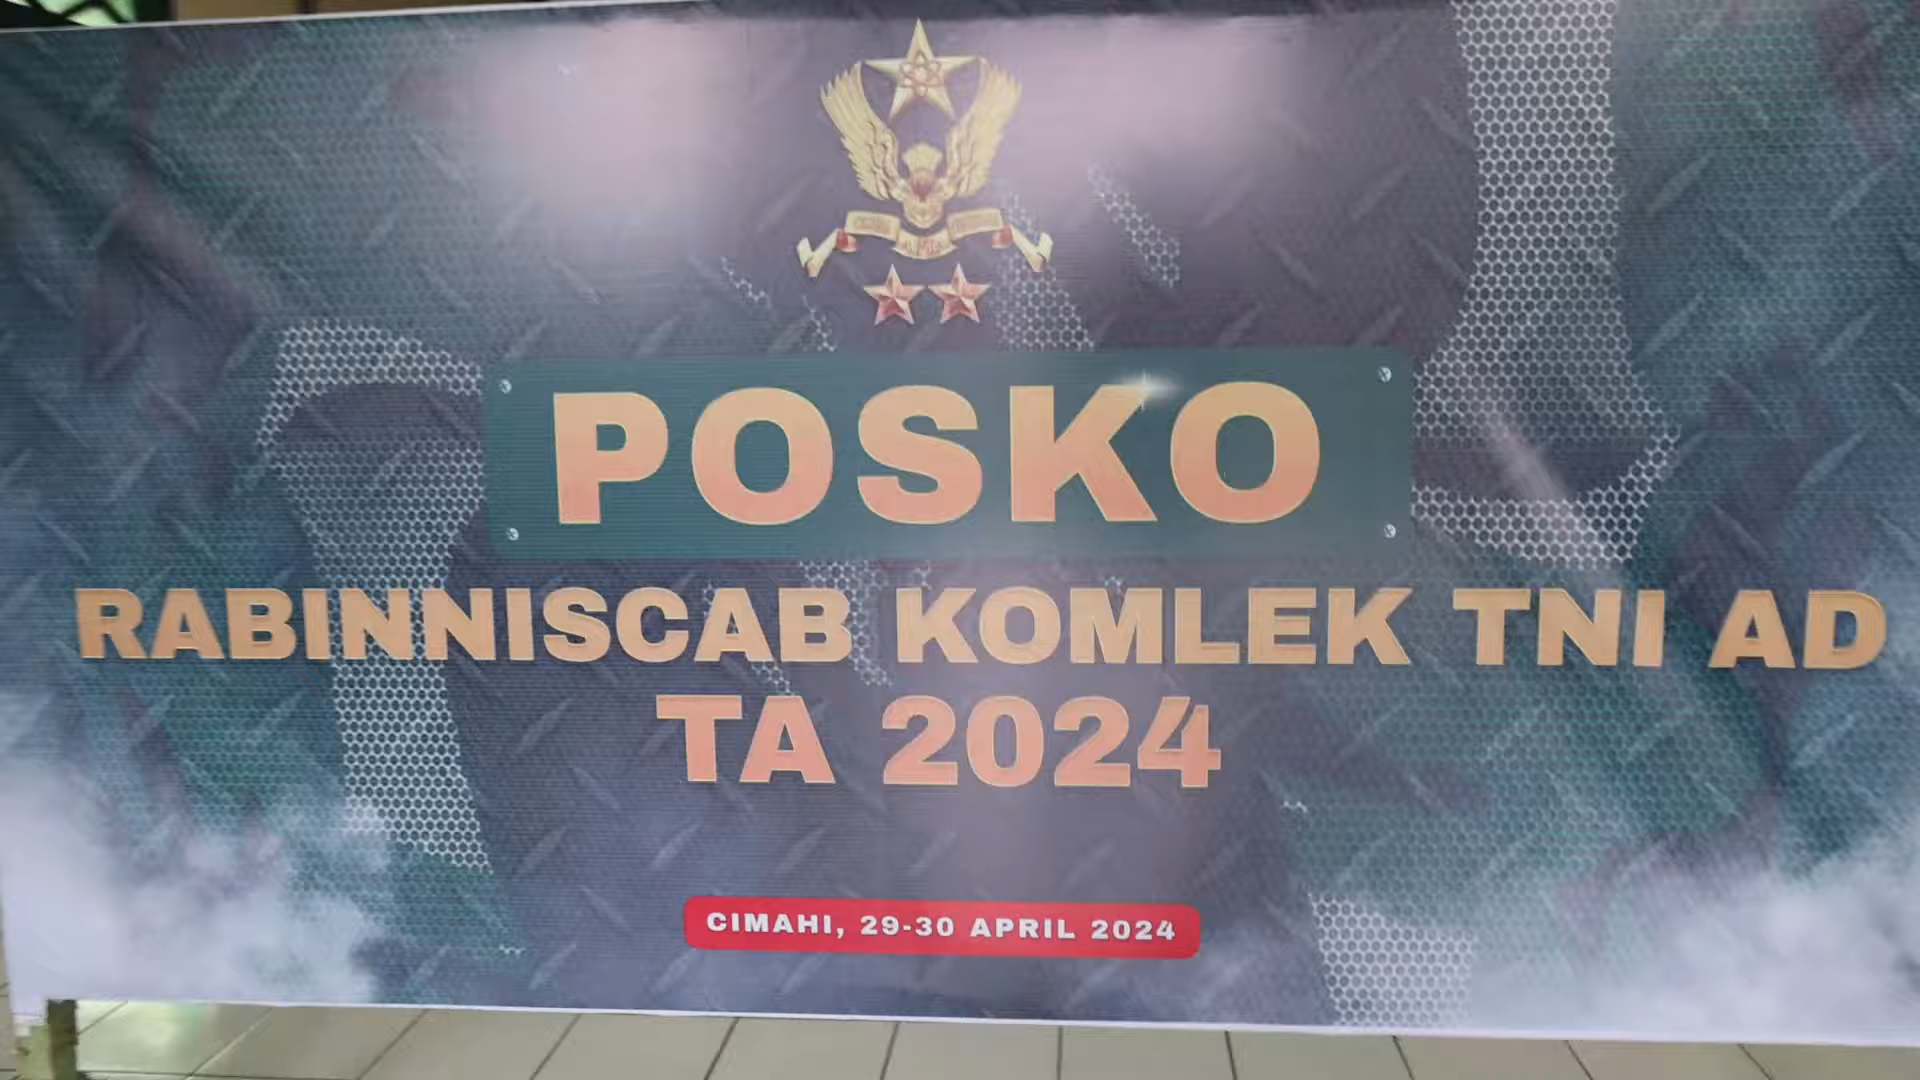 POSKO
RABINNISCAB KOMLEK TNI AD
TA 2024
CIMAHI, 29-30 APRIL 2024